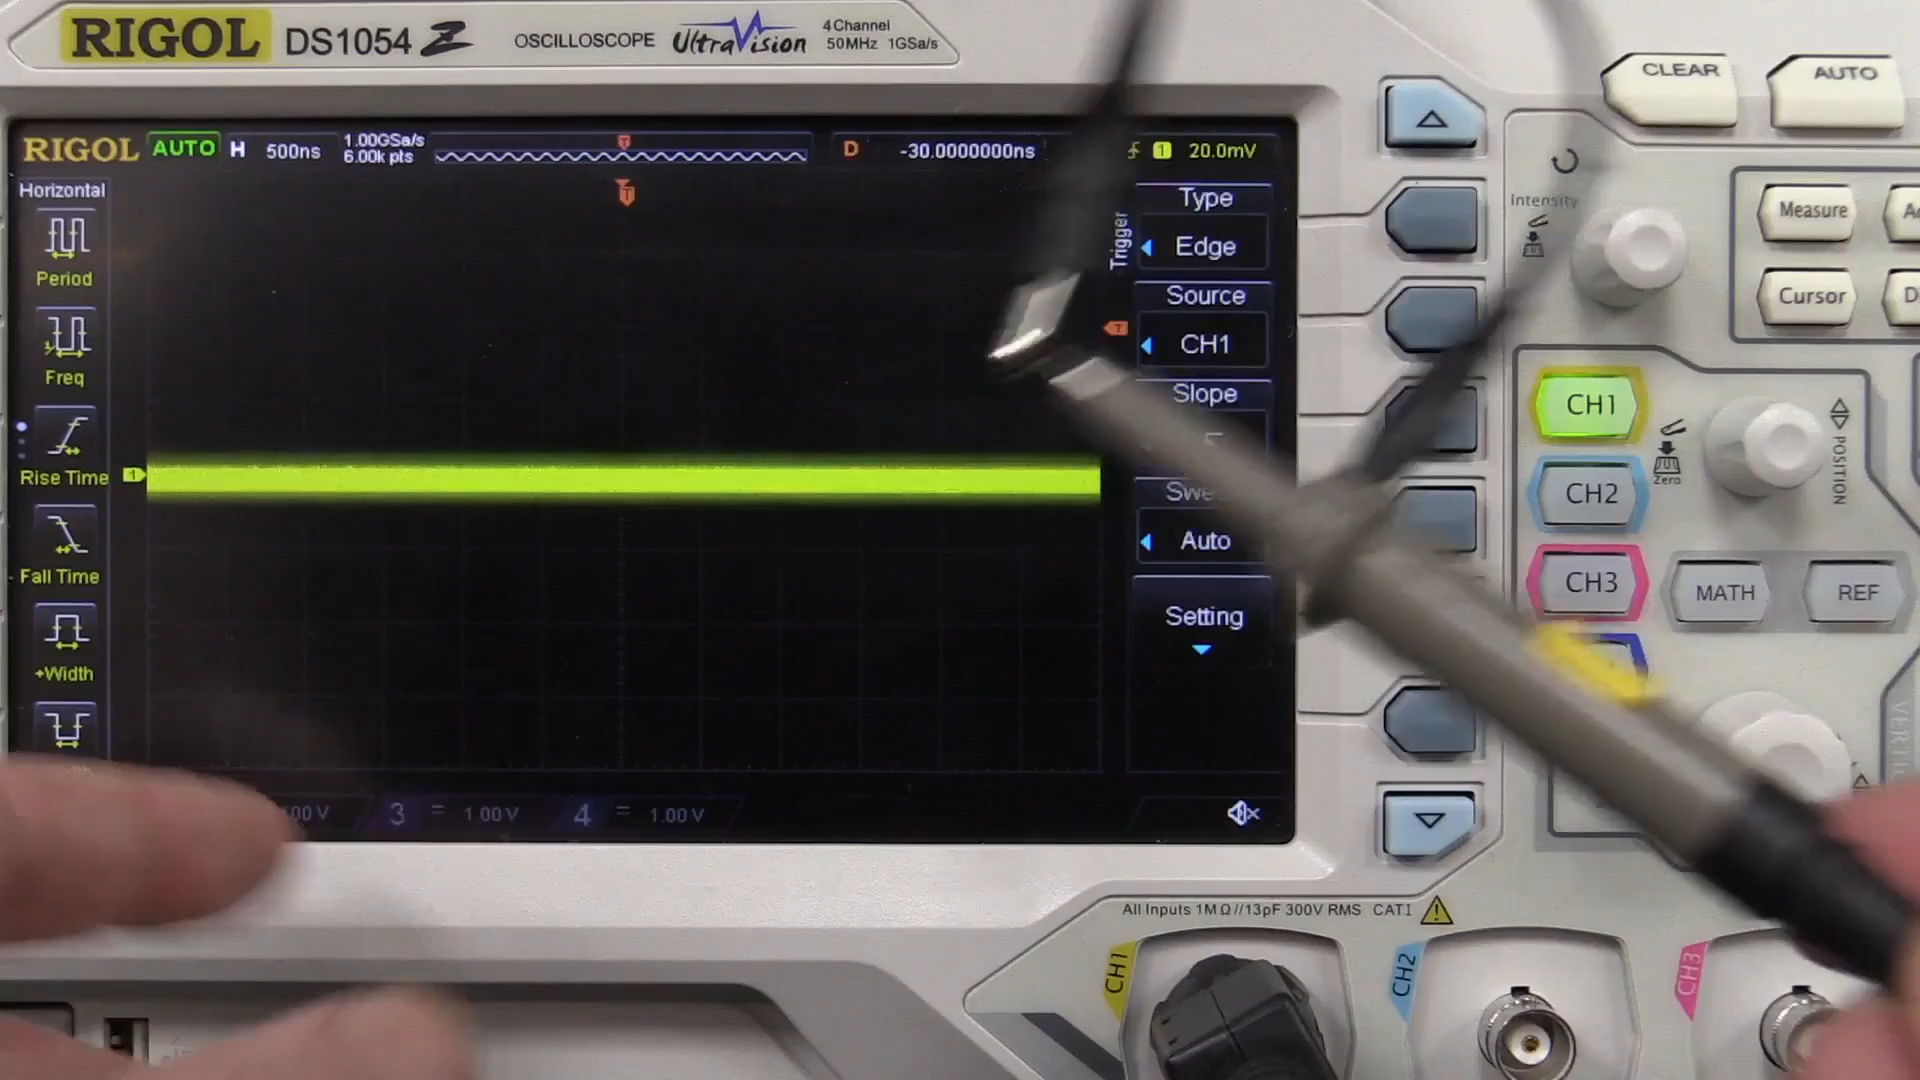 RIGOL DS1054 Z OSCILLOSCOPE UltraVision 4 Channel
50MHz 1GSa/s
CLEAR AUTO
RIGOL AUTO H 500ns 1.00GSa/s
6.00k pts
T
D -30.0000000ns
1 20.0mV
Horizontal
Period
Freq
Rise Time
Fall Time
+Width
T
1
T
Trigger
Type
Edge
Source
CH1
Slope
Auto
Setting
3 = 1.00 V 4 = 1.00 V
Intensity
Measure
Cursor
CH1
CH2
CH3
Zero
POSITION
MATH REF
All Inputs 1MΩ//13pF 300V RMS CAT I
CH1
CH2
CH3